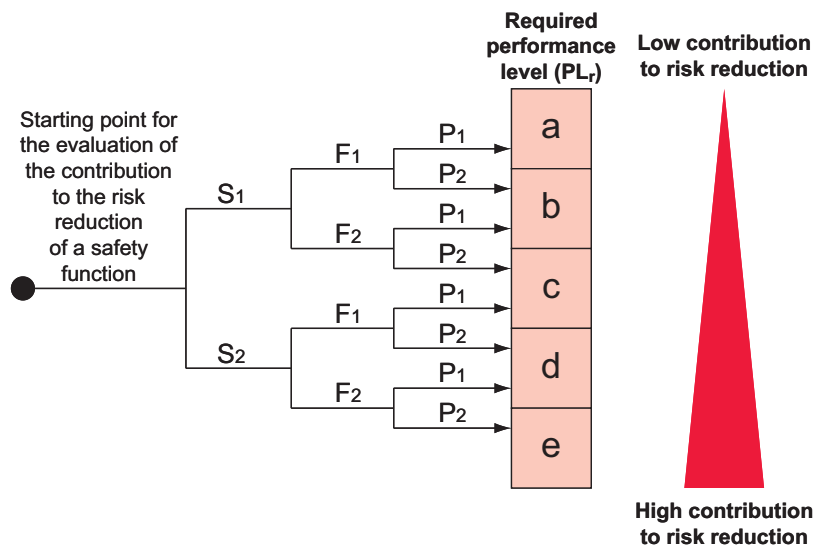 Required
performance
level (PLr)
Low contribution
to risk reduction
Starting point for
the evaluation of
the contribution
to the risk
reduction
of a safety
function
S1
F1
P1
P2
F2
P1
P2
S2
F1
P1
P2
F2
P1
P2
a
b
c
d
e
High contribution
to risk reduction